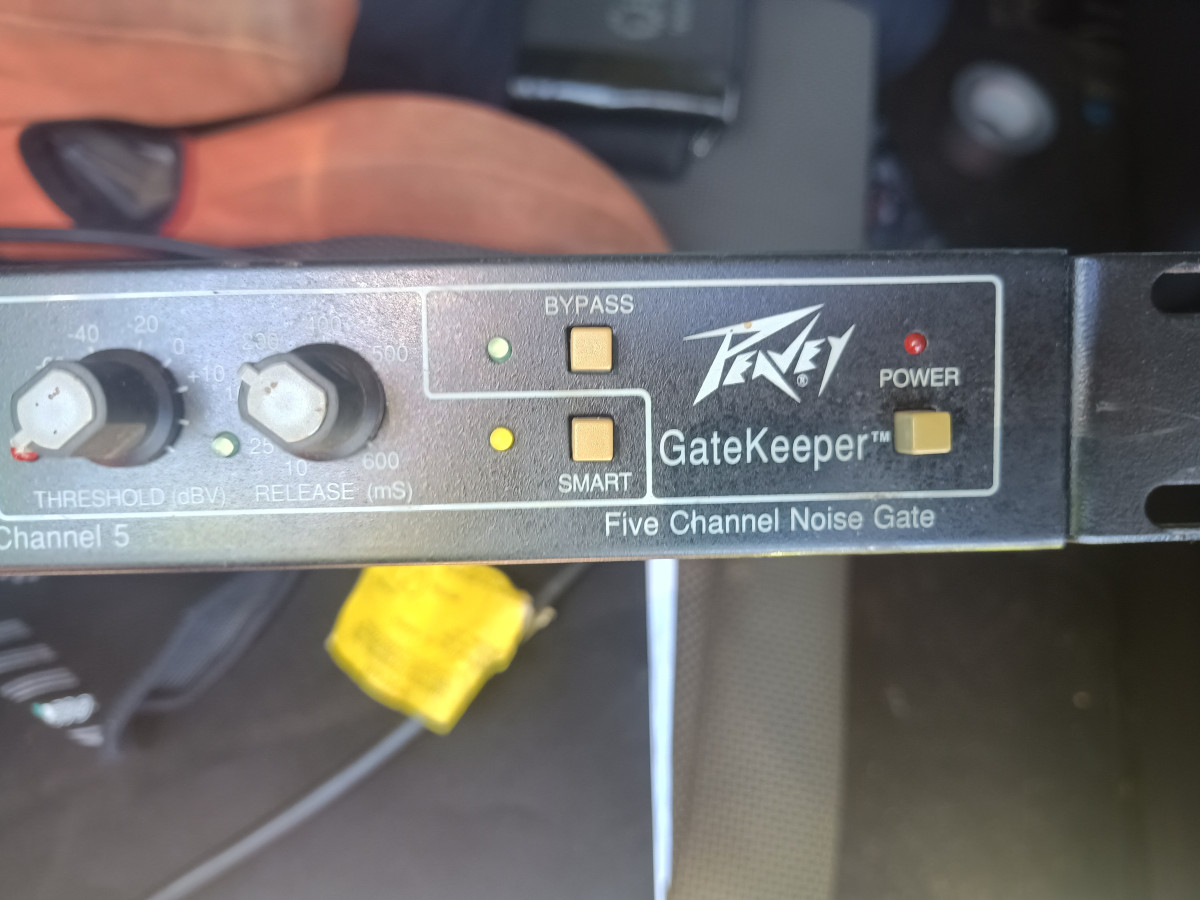 BYPASS
-40
-20
0
+10
100
500
PEAVEY®
POWER
25
10
600
GateKeeper™
THRESHOLD (dBV)
RELEASE (mS)
SMART
Channel 5
Five Channel Noise Gate